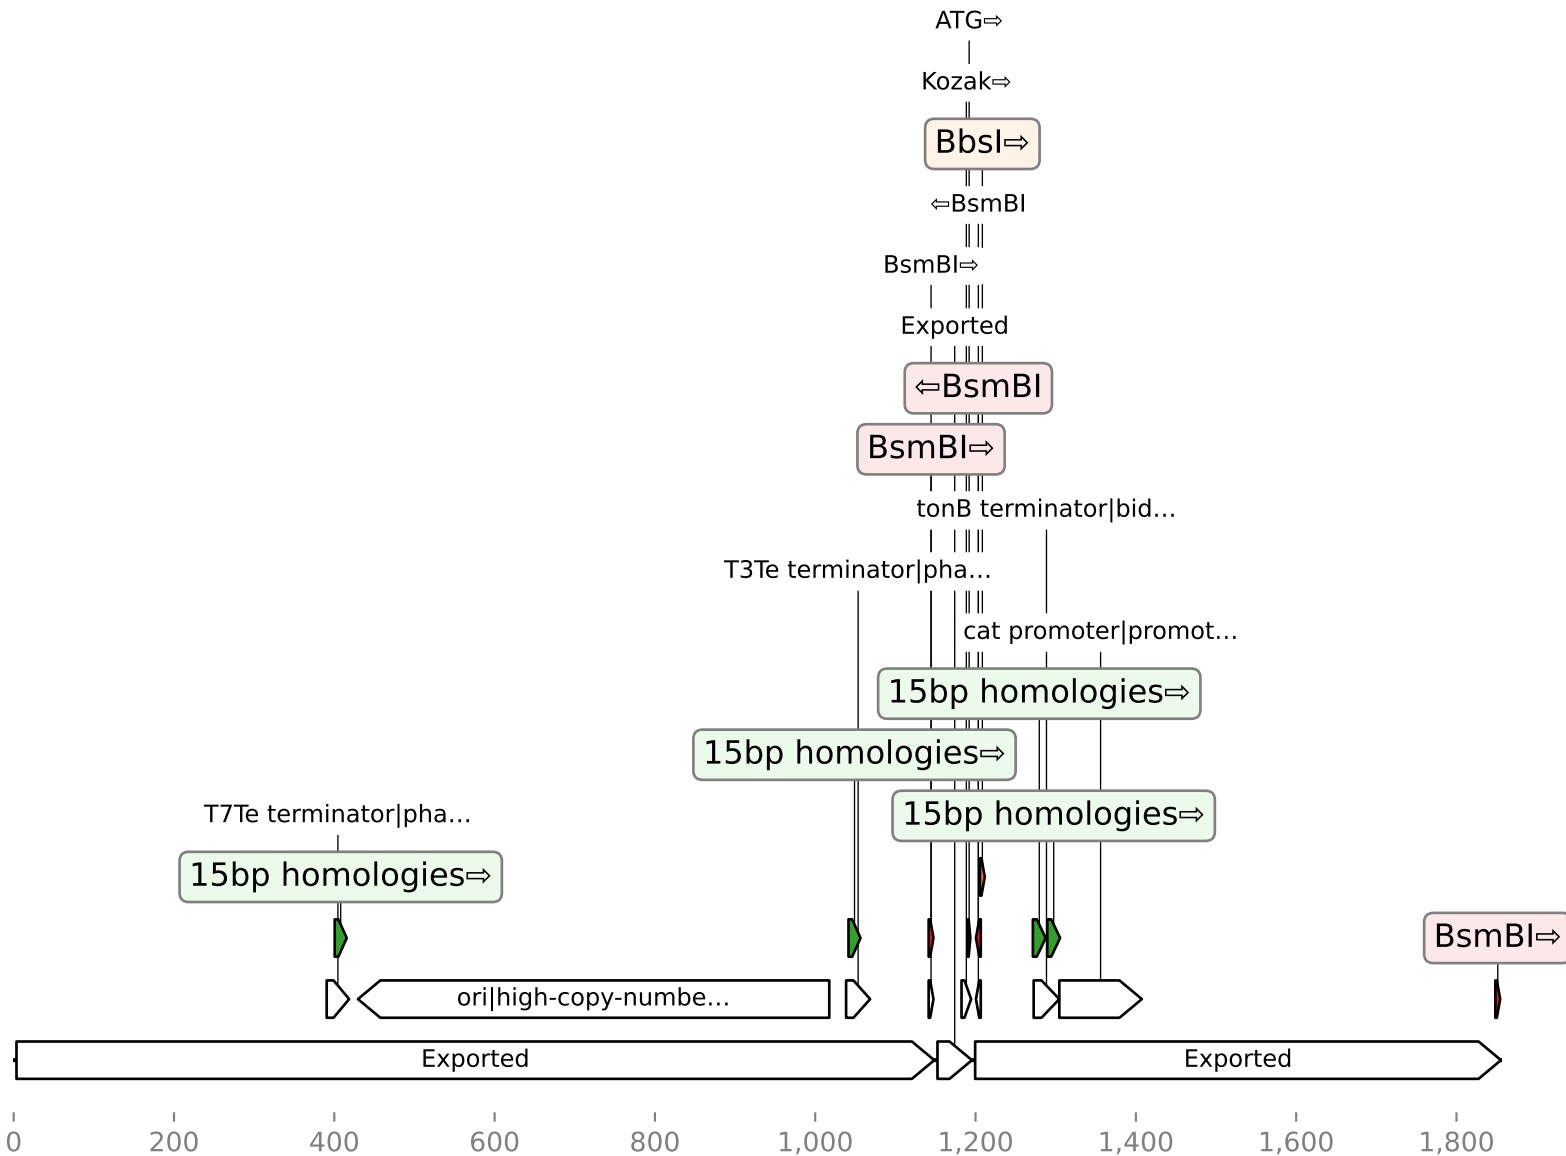 ATG⇨
Kozak⇨
BbsI⇨
⇦BsmBI
BsmBI⇨
Exported
⇦BsmBI
BsmBI⇨
tonB terminator|bid…
T3Te terminator|pha…
cat promoter|promot…
15bp homologies⇨
15bp homologies⇨
T7Te terminator|pha…
15bp homologies⇨
15bp homologies⇨
BsmBI⇨
ori|high-copy-numbe…
Exported
Exported
0 200 400 600 800 1,000 1,200 1,400 1,600 1,800